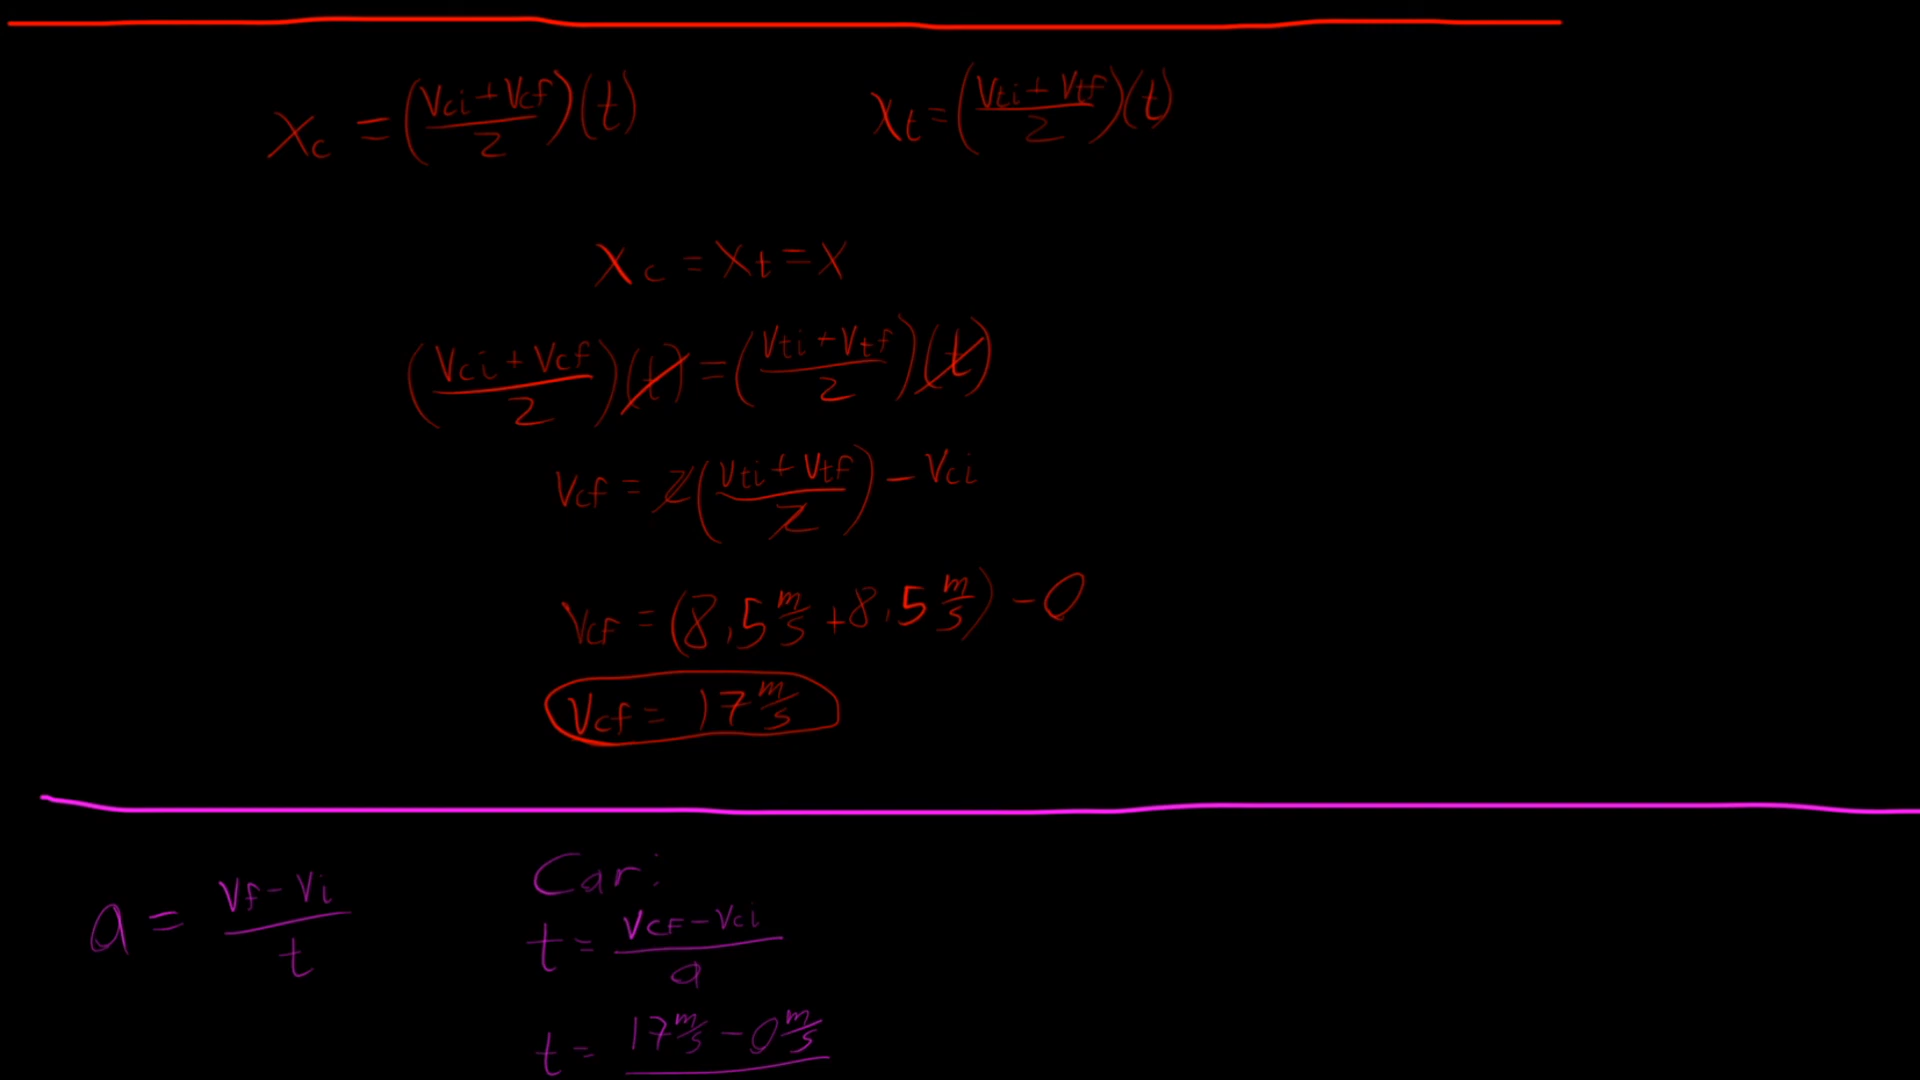 Xc = ((Vci + Vcf)/2)(t)
Xt = ((Vti + Vtf)/2)(t)
Xc = Xt = X
((Vci + Vcf)/2)(t) = ((Vti + Vtf)/2)(t)
Vcf = 2((Vti + Vtf)/2) - Vci
Vcf = (8.5 m/s + 8.5 m/s) - 0
Vcf = 17 m/s
a = (Vf - Vi)/t
Car:
t = (VCF - VCi)/a
t = 17 m/s - 0 m/s